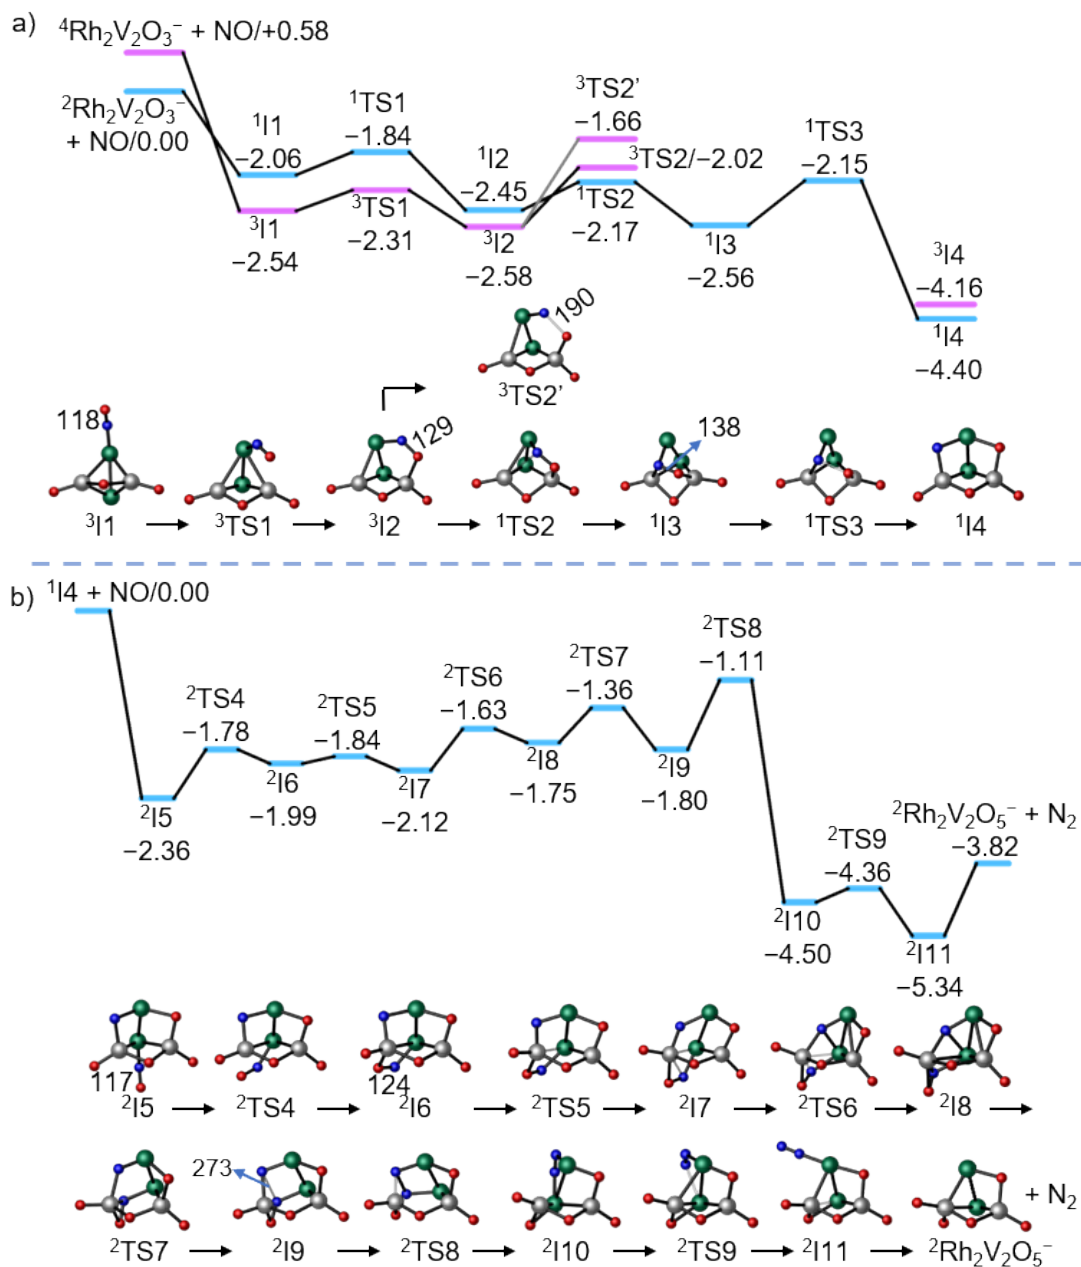 a)
⁴Rh₂V₂O₃⁻ + NO/+0.58
²Rh₂V₂O₃⁻
+ NO/0.00
¹I1
−2.06
¹TS1
−1.84
¹I2
−2.45
³TS2'
−1.66
³TS2/−2.02
¹TS3
−2.15
³I1
−2.54
³TS1
−2.31
³I2
−2.58
¹TS2
−2.17
¹I3
−2.56
³I4
−4.16
¹I4
−4.40
190
³TS2'
118
129
138
³I1
³TS1
³I2
¹TS2
¹I3
¹TS3
¹I4
b)
¹I4 + NO/0.00
²I5
−2.36
²TS4
−1.78
²I6
−1.99
²TS5
−1.84
²I7
−2.12
²TS6
−1.63
²I8
−1.75
²TS7
−1.36
²I9
−1.80
²TS8
−1.11
²I10
−4.50
²TS9
−4.36
²I11
−5.34
²Rh₂V₂O₅⁻ + N₂
−3.82
117
124
²I5
²TS4
²I6
²TS5
²I7
²TS6
²I8
273
+ N₂
²TS7
²I9
²TS8
²I10
²TS9
²I11
²Rh₂V₂O₅⁻